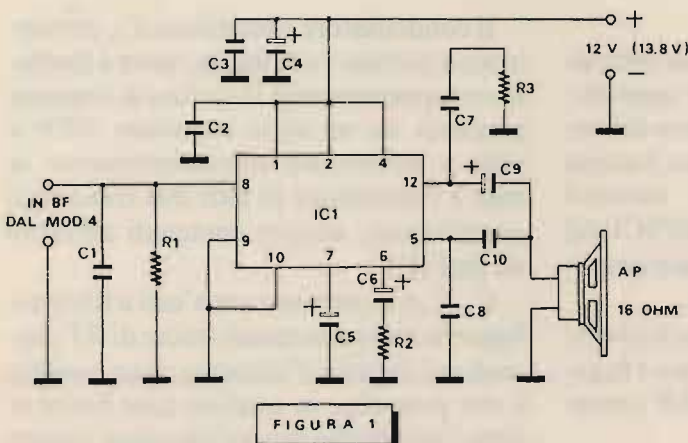 +
12 V (13.8 V)
−
C3
+
C4
R3
C7
C2
1
2
4
8
12
+
C9
IN BF
DAL MOD. 4
IC1
9
5
C10
C1
R1
10
7
6
C6
+
AP
16 OHM
+
C5
R2
C8
FIGURA 1